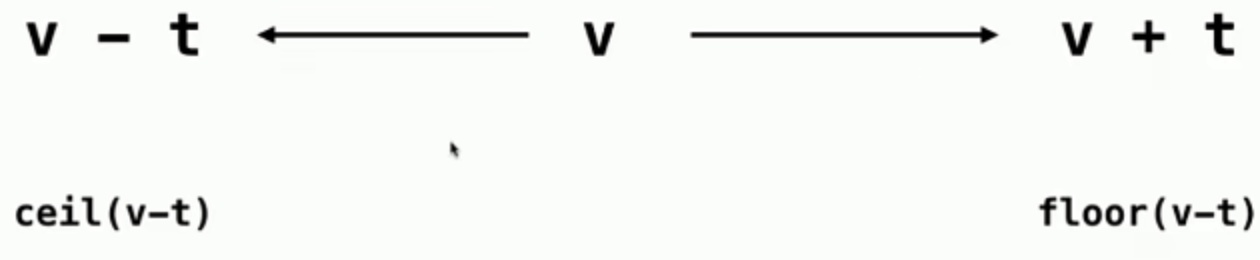 v − t v v + t
ceil(v−t) floor(v−t)